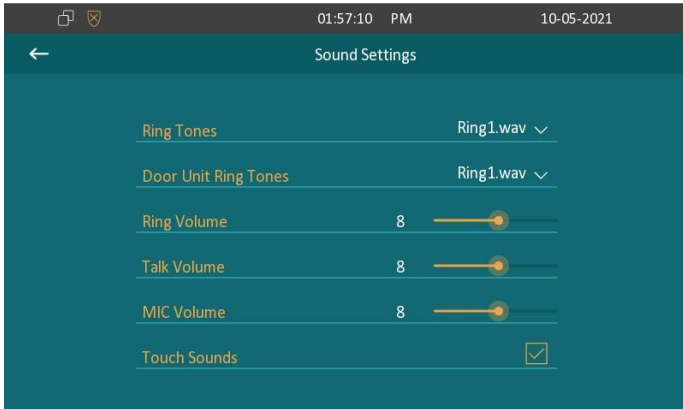 01:57:10 PM 10-05-2021
Sound Settings
Ring Tones Ring1.wav
Door Unit Ring Tones Ring1.wav
Ring Volume 8
Talk Volume 8
MIC Volume 8
Touch Sounds